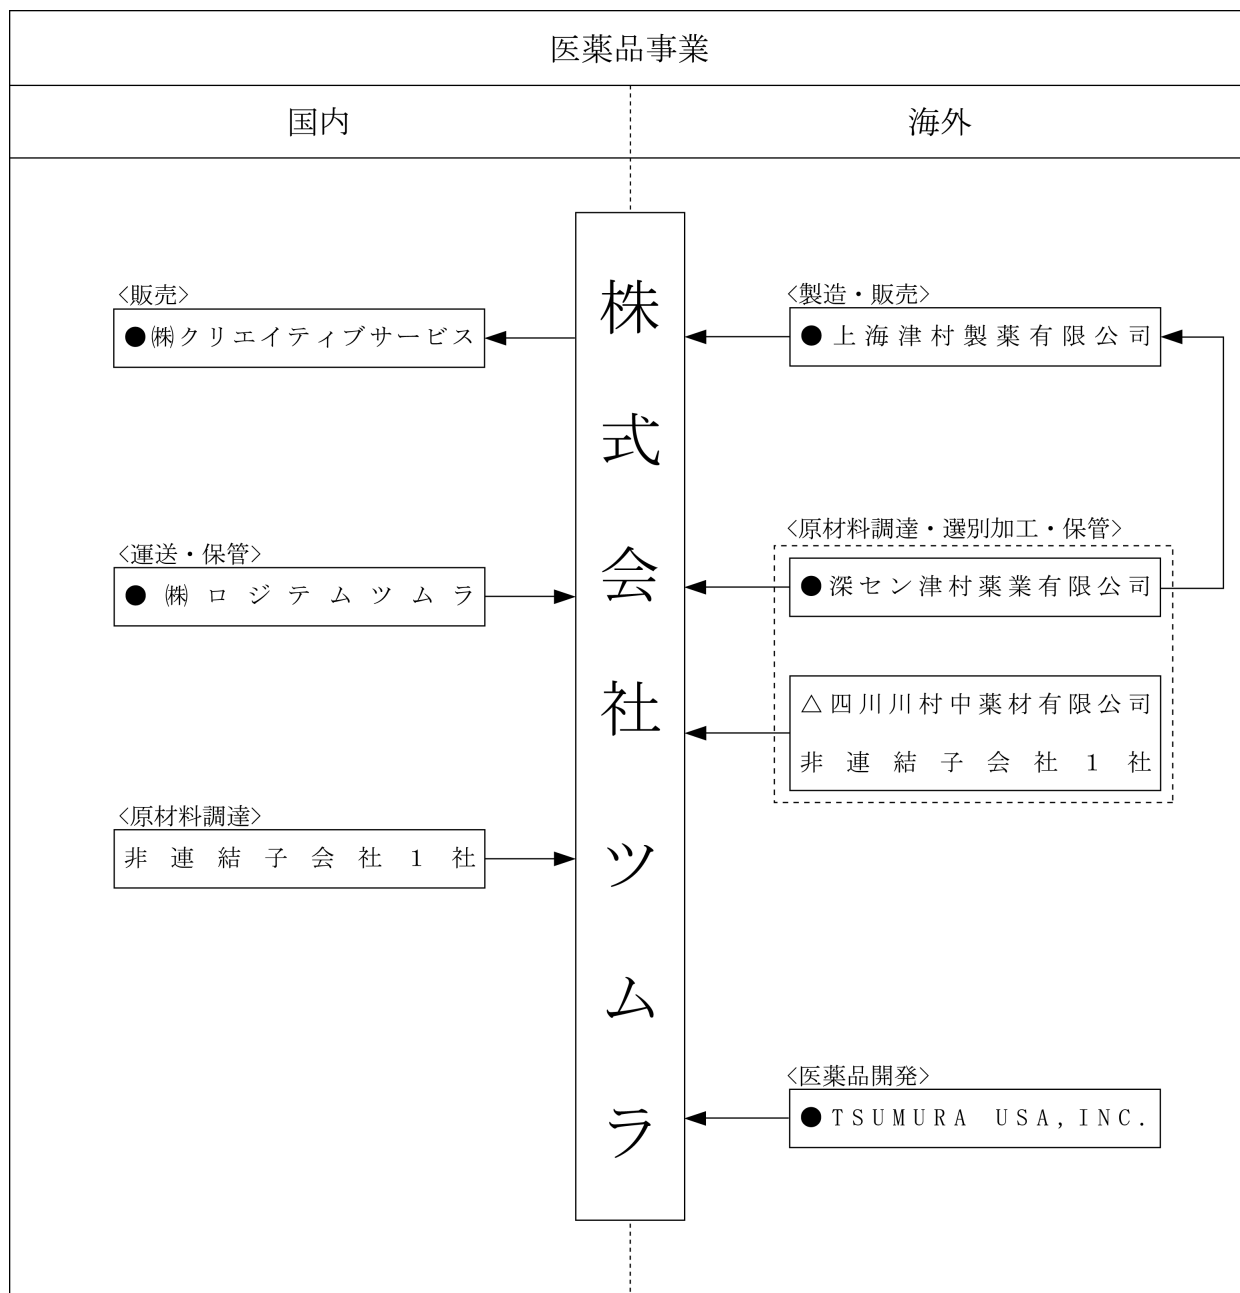 医薬品事業
国内
海外
株式会社ツムラ
<販売>
●㈱クリエイティブサービス
<運送・保管>
●㈱ロジテムツムラ
<原材料調達>
非連結子会社1社
<製造・販売>
●上海津村製薬有限公司
<原材料調達・選別加工・保管>
●深セン津村薬業有限公司
△四川川村中薬材有限公司
非連結子会社1社
<医薬品開発>
●TSUMURA USA,INC.